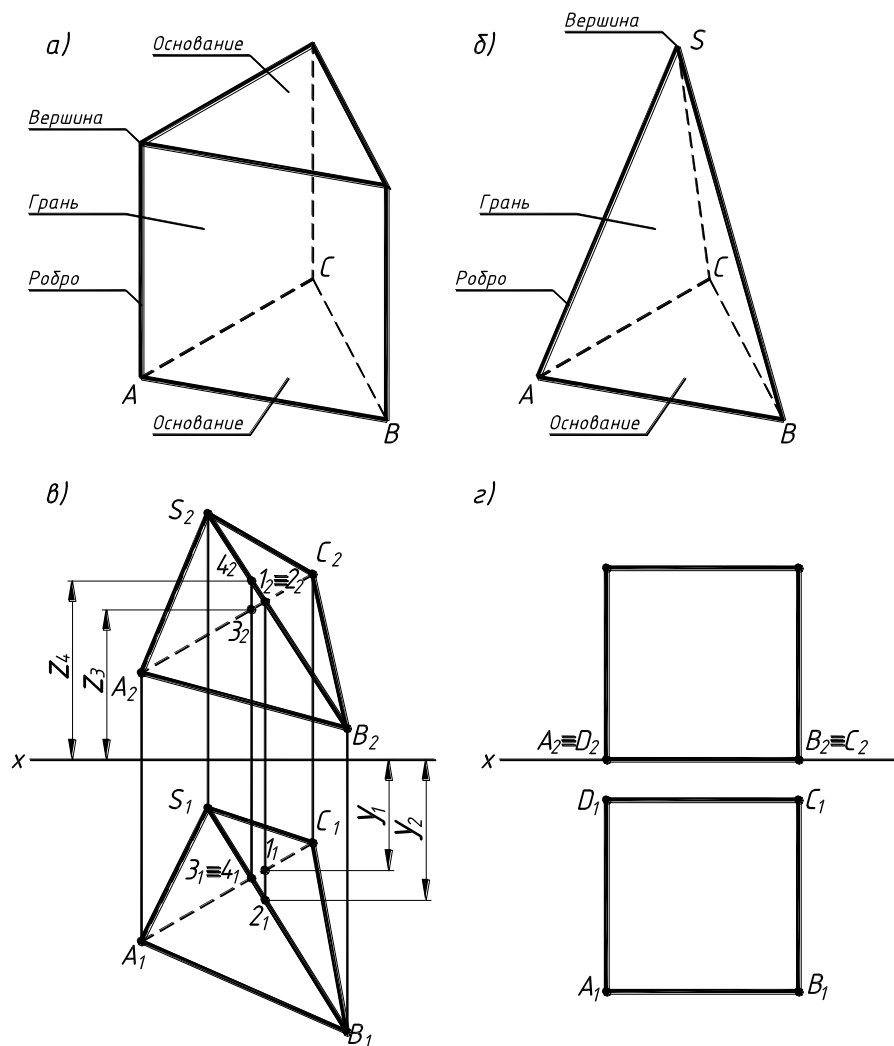 а)
Основание
Вершина
Грань
Робро
C
A
Основание
B
б)
Вершина
S
Грань
Робро
C
A
Основание
B
в)
S₂
C₂
4₂
1₂≡2₂
3₂
Z₄
Z₃
A₂
B₂
x
S₁
C₁
y₁
y₂
1₁
3₁≡4₁
2₁
A₁
B₁
г)
A₂≡D₂
B₂≡C₂
x
D₁
C₁
A₁
B₁